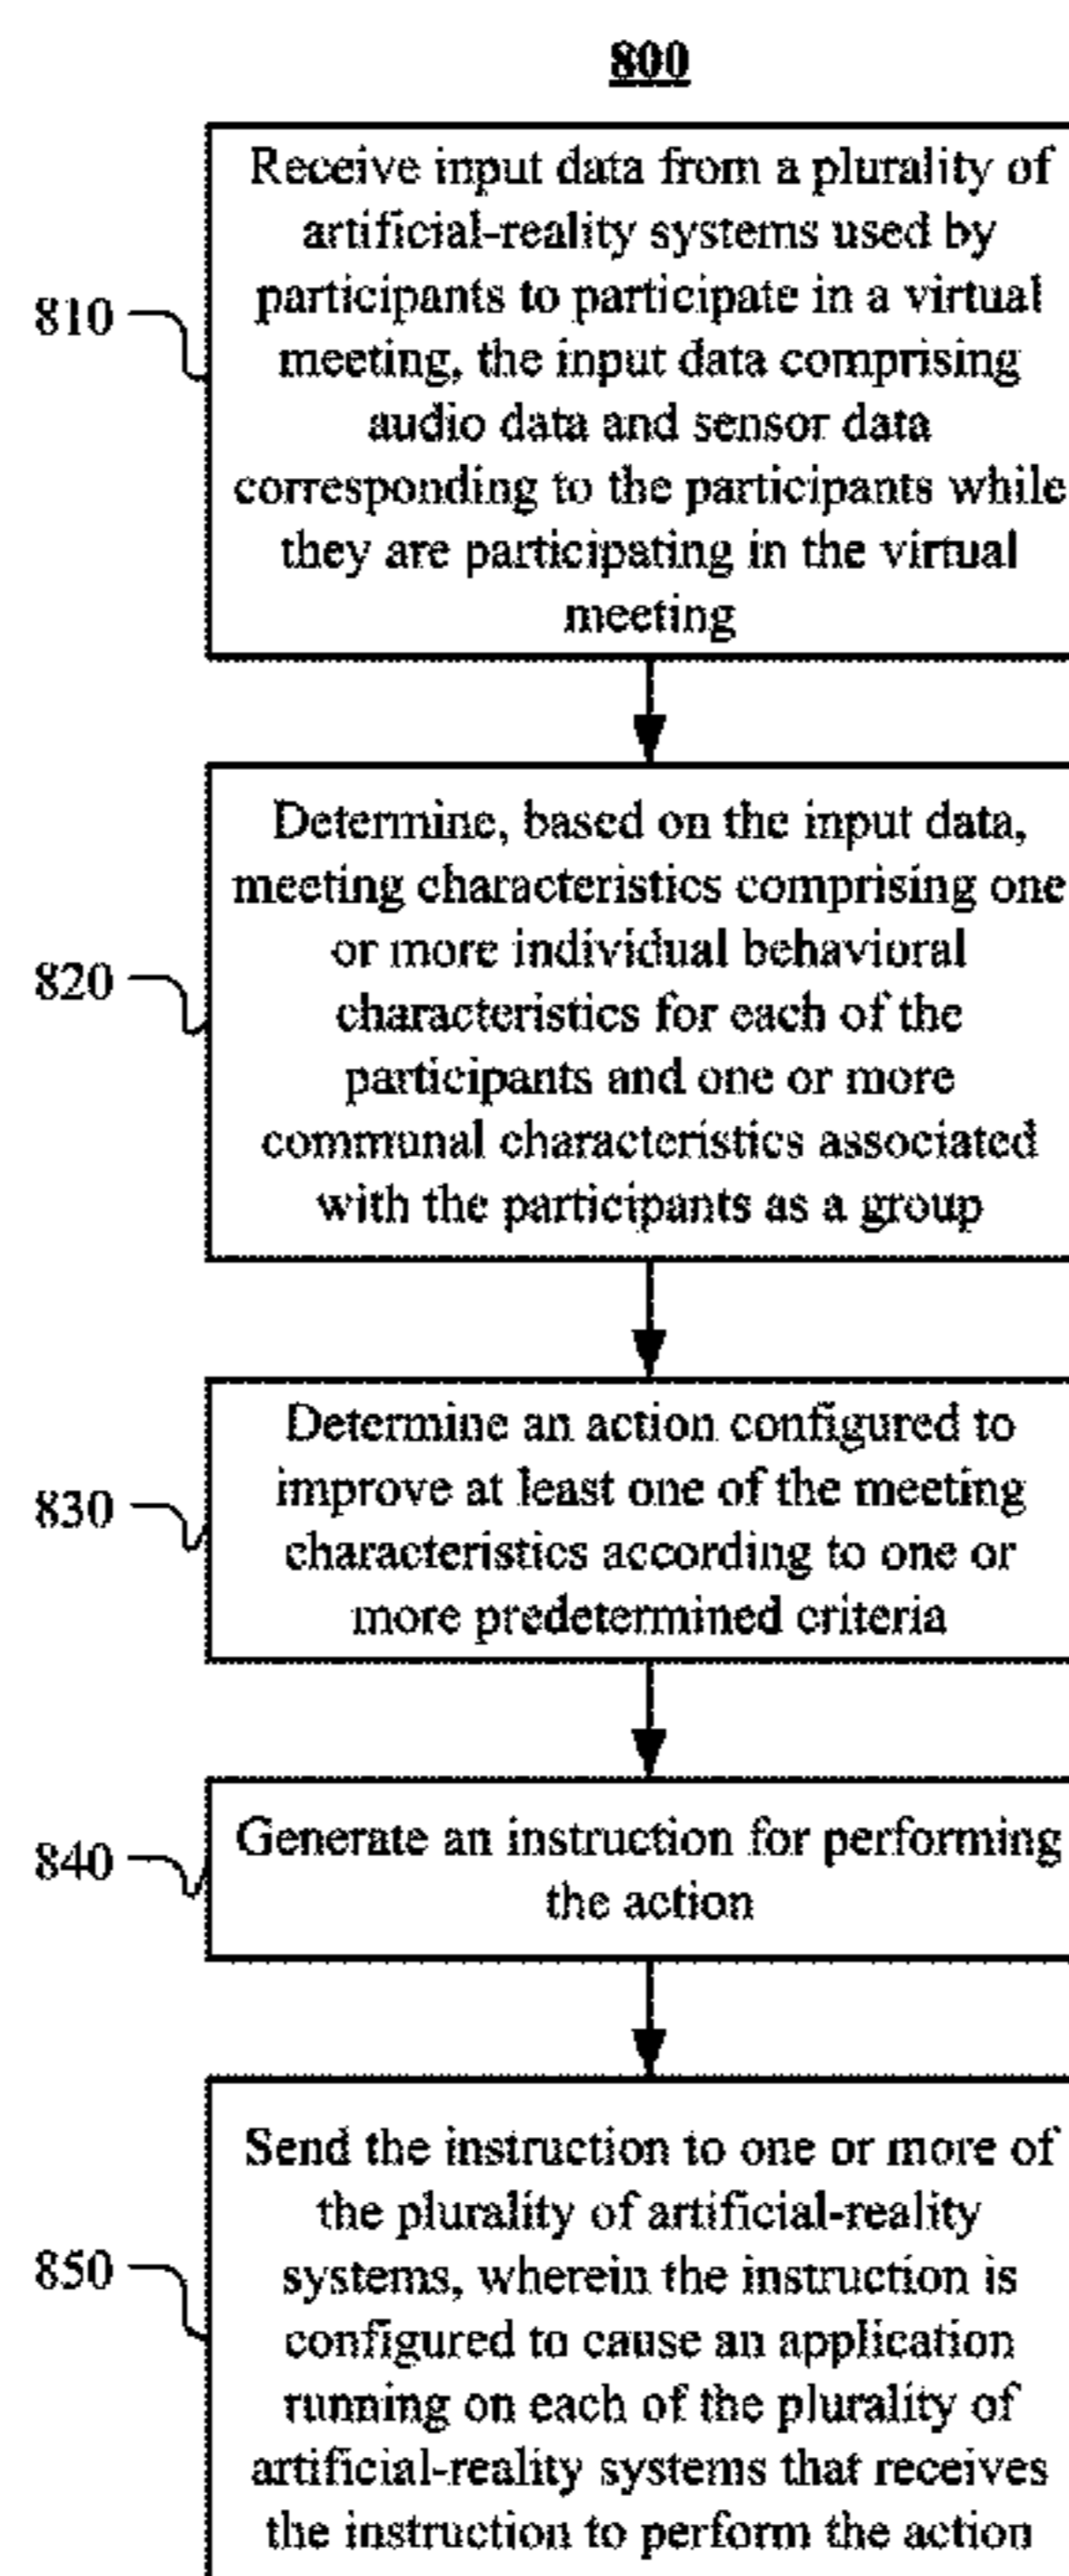 800
Receive input data from a plurality of
artificial-reality systems used by
participants to participate in a virtual
meeting, the input data comprising
audio data and sensor data
corresponding to the participants while
they are participating in the virtual
meeting
810
Determine, based on the input data,
meeting characteristics comprising one
or more individual behavioral
characteristics for each of the
participants and one or more
communal characteristics associated
with the participants as a group
820
Determine an action configured to
improve at least one of the meeting
characteristics according to one or
more predetermined criteria
830
Generate an instruction for performing
the action
840
Send the instruction to one or more of
the plurality of artificial-reality
systems, wherein the instruction is
configured to cause an application
running on each of the plurality of
artificial-reality systems that receives
the instruction to perform the action
850